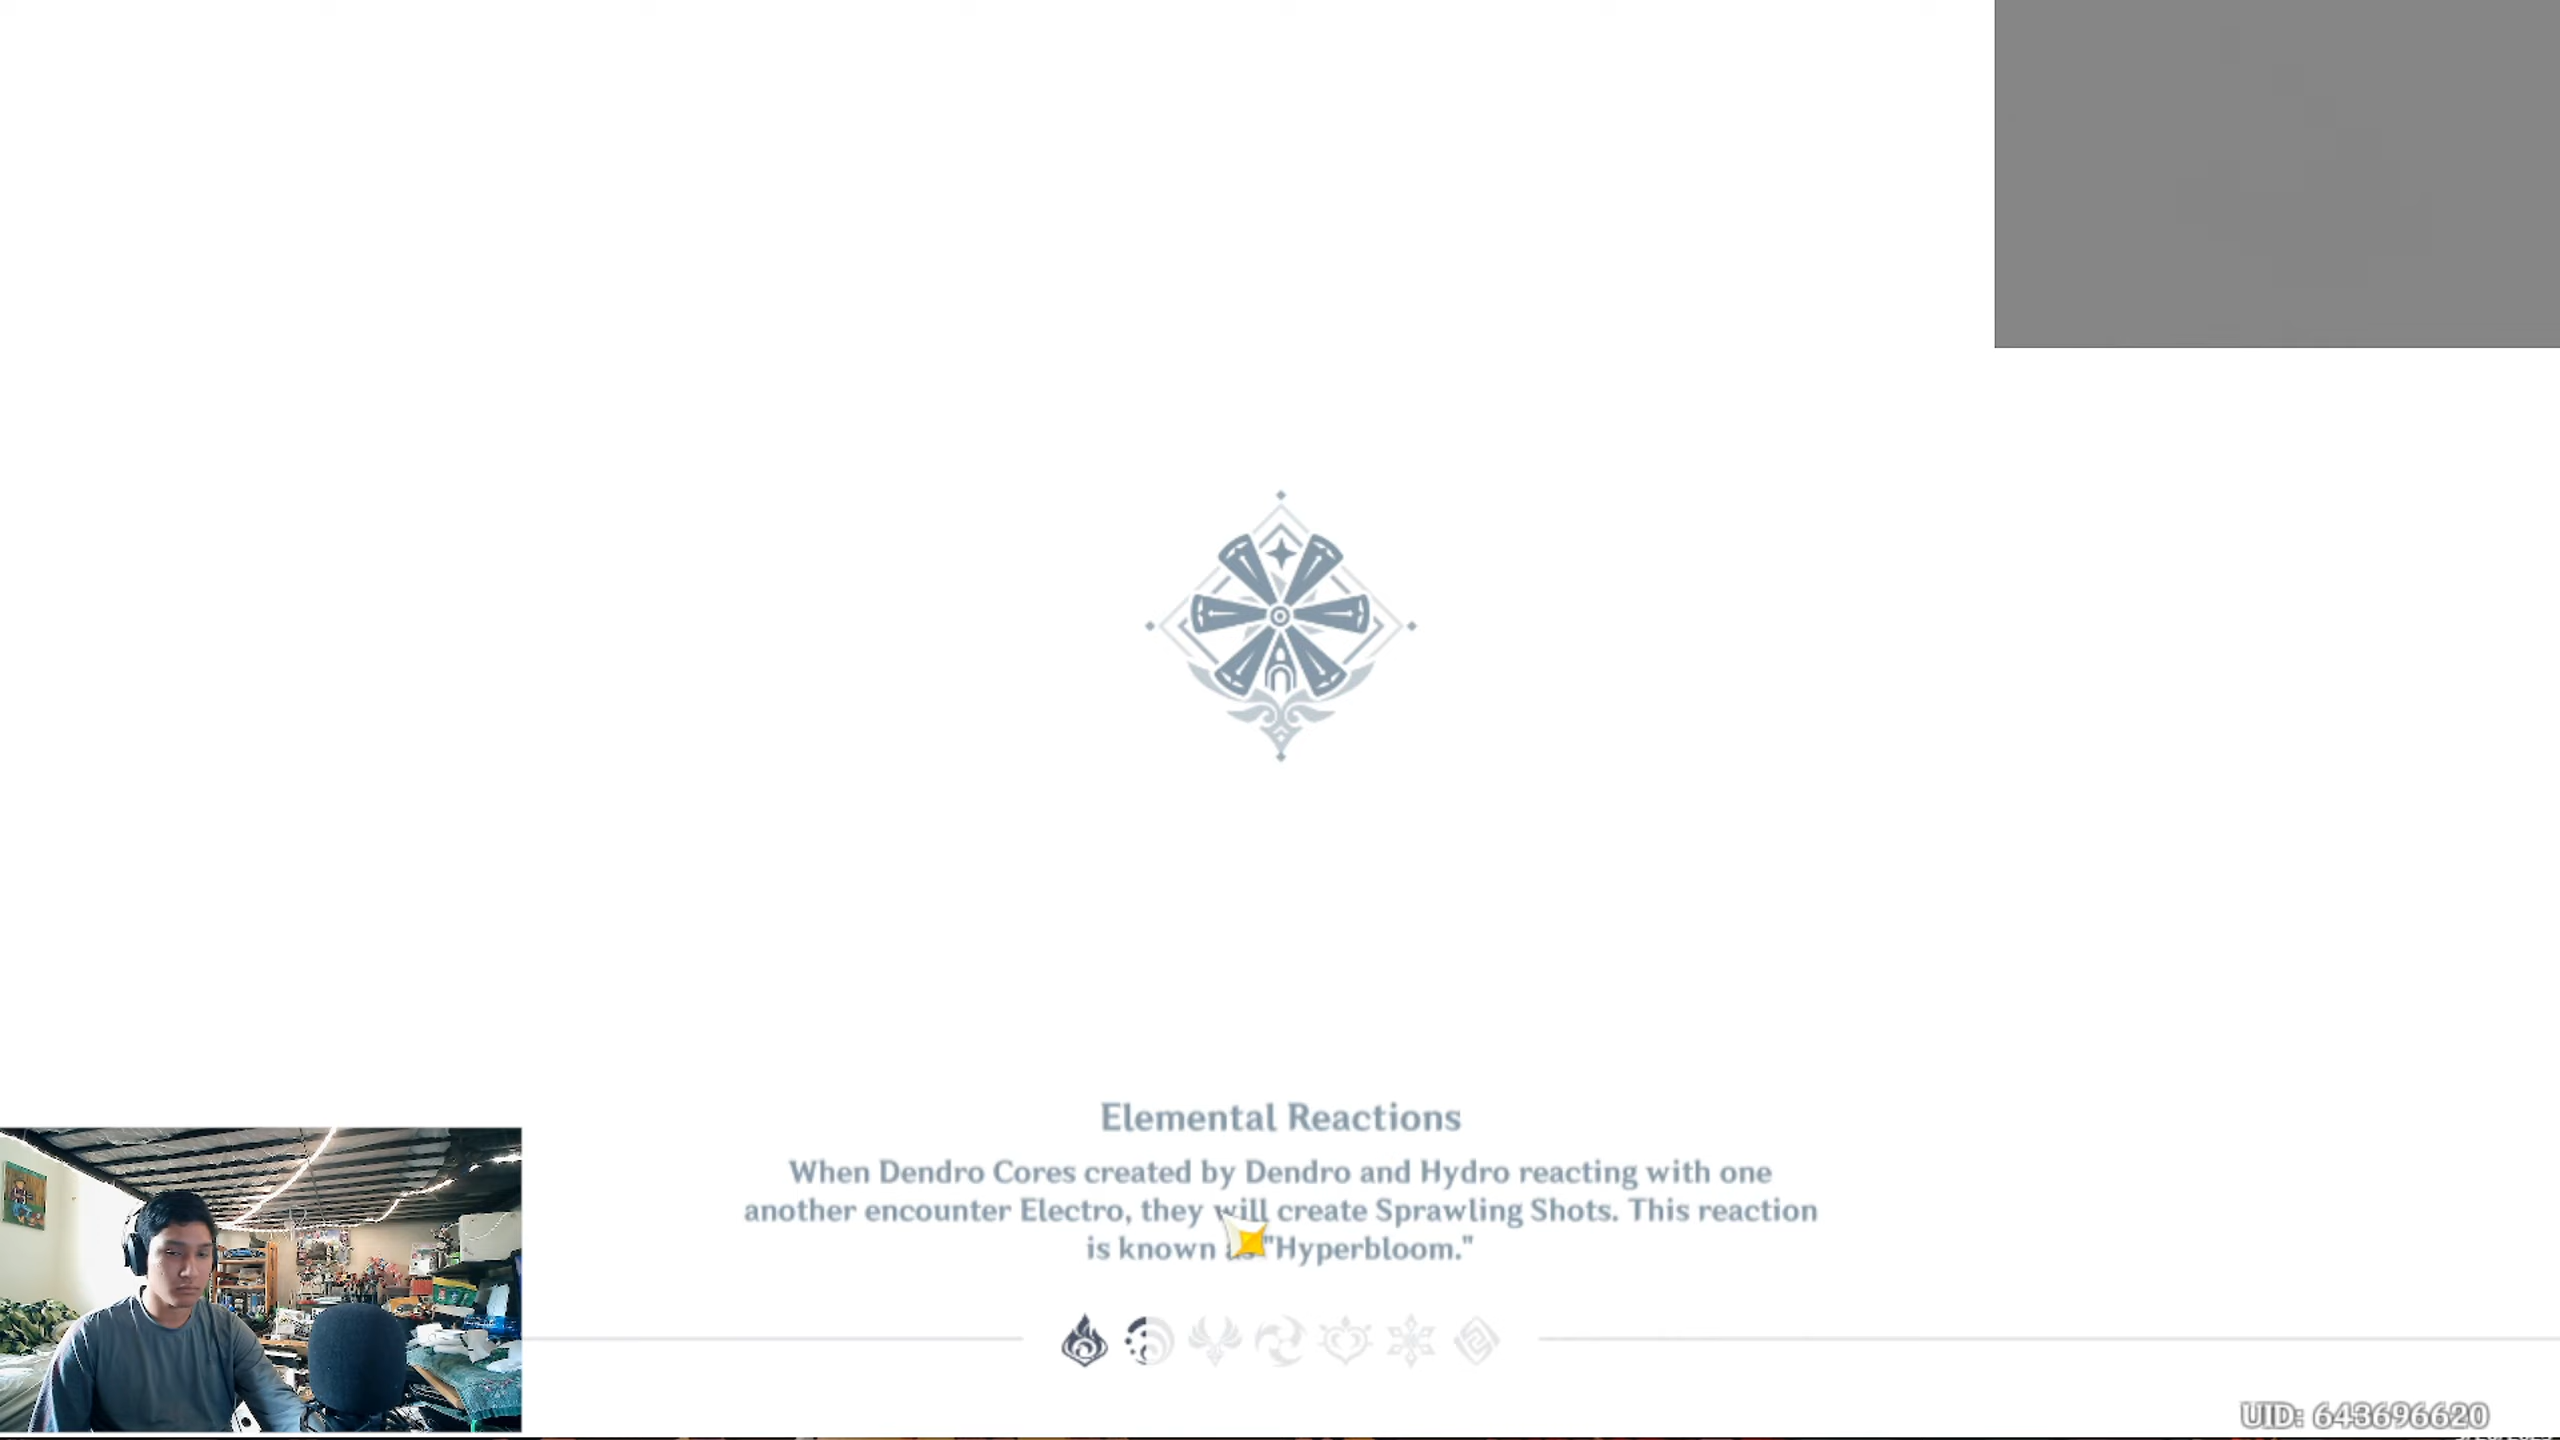 Elemental Reactions
When Dendro Cores created by Dendro and Hydro reacting with one
another encounter Electro, they will create Sprawling Shots. This reaction
is known as "Hyperbloom."
UID: 643696620